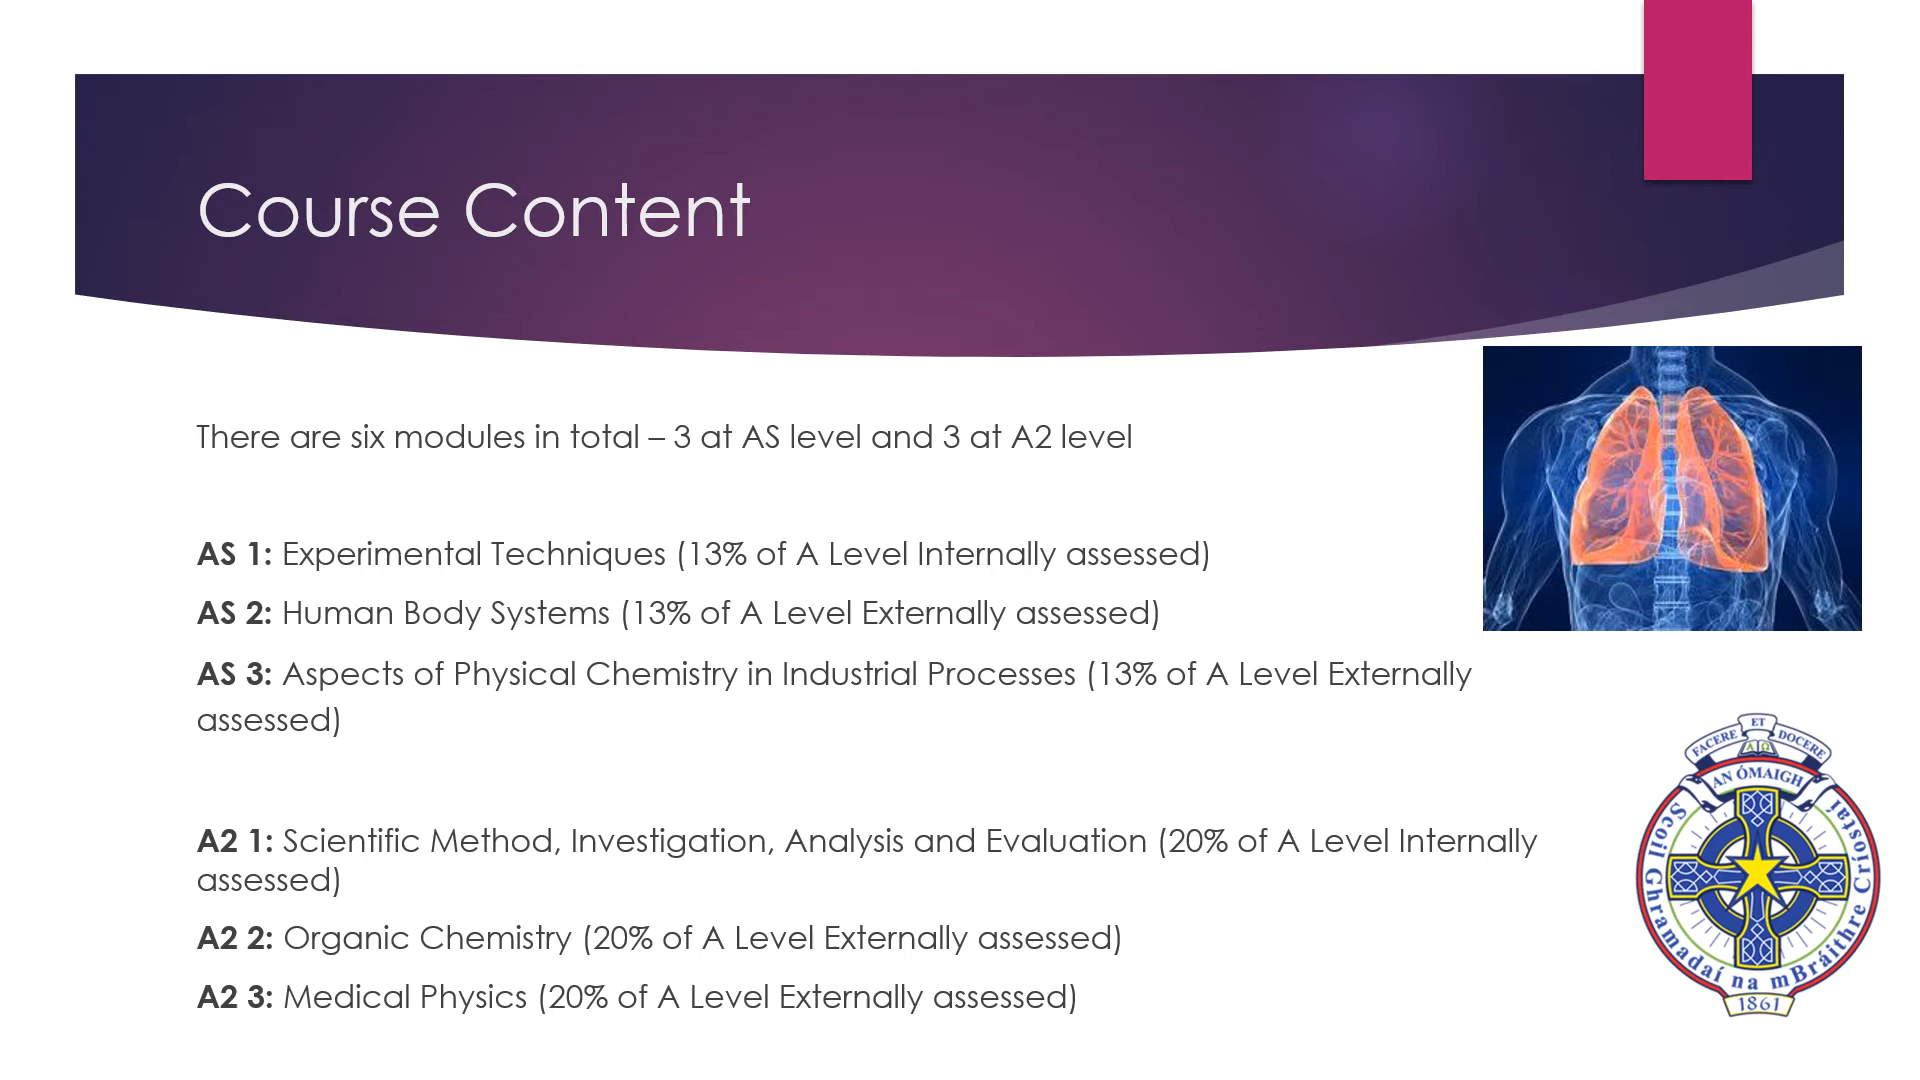 Course Content
There are six modules in total – 3 at AS level and 3 at A2 level
AS 1: Experimental Techniques (13% of A Level Internally assessed)
AS 2: Human Body Systems (13% of A Level Externally assessed)
AS 3: Aspects of Physical Chemistry in Industrial Processes (13% of A Level Externally
assessed)
A2 1: Scientific Method, Investigation, Analysis and Evaluation (20% of A Level Internally
assessed)
A2 2: Organic Chemistry (20% of A Level Externally assessed)
A2 3: Medical Physics (20% of A Level Externally assessed)
FACERE ET DOCERE
Α Ω
AN ÓMAIGH
Scoil Ghramadaí na mBráithre Críostaí
1861